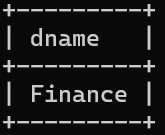 +---------+
| dname   |
+---------+
| Finance |
+---------+